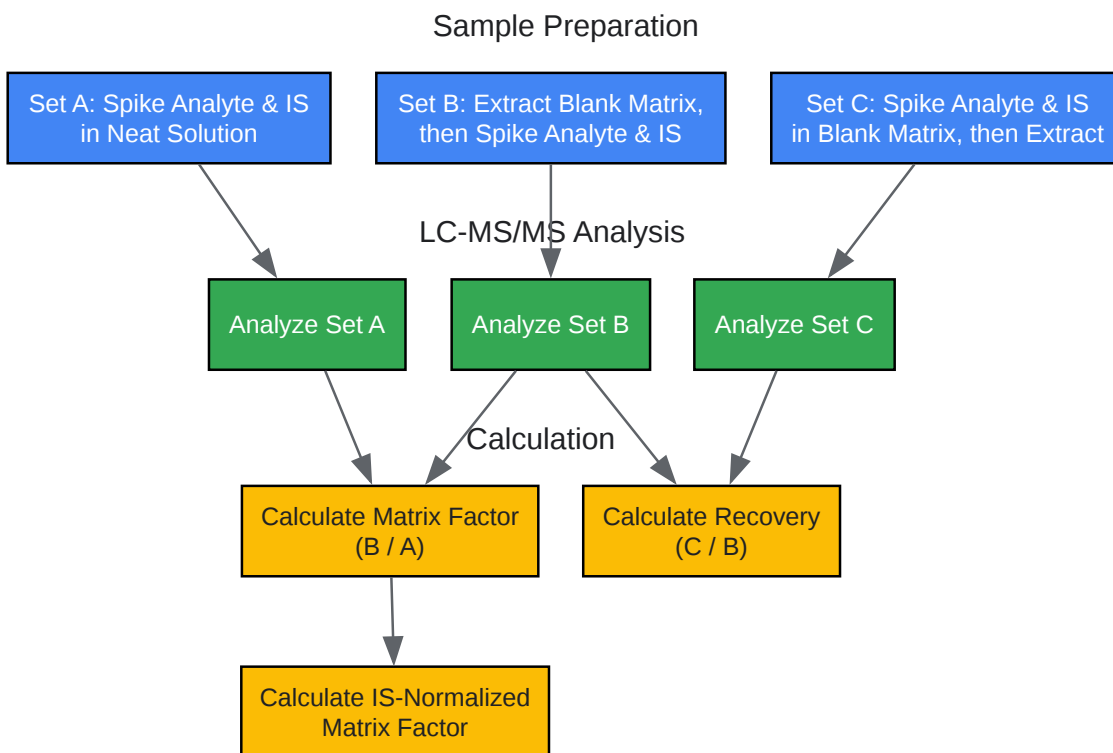 Sample Preparation
Set A: Spike Analyte & IS
in Neat Solution
Set B: Extract Blank Matrix,
then Spike Analyte & IS
Set C: Spike Analyte & IS
in Blank Matrix, then Extract
LC-MS/MS Analysis
Analyze Set A
Analyze Set B
Analyze Set C
Calculation
Calculate Matrix Factor
(B / A)
Calculate Recovery
(C / B)
Calculate IS-Normalized
Matrix Factor